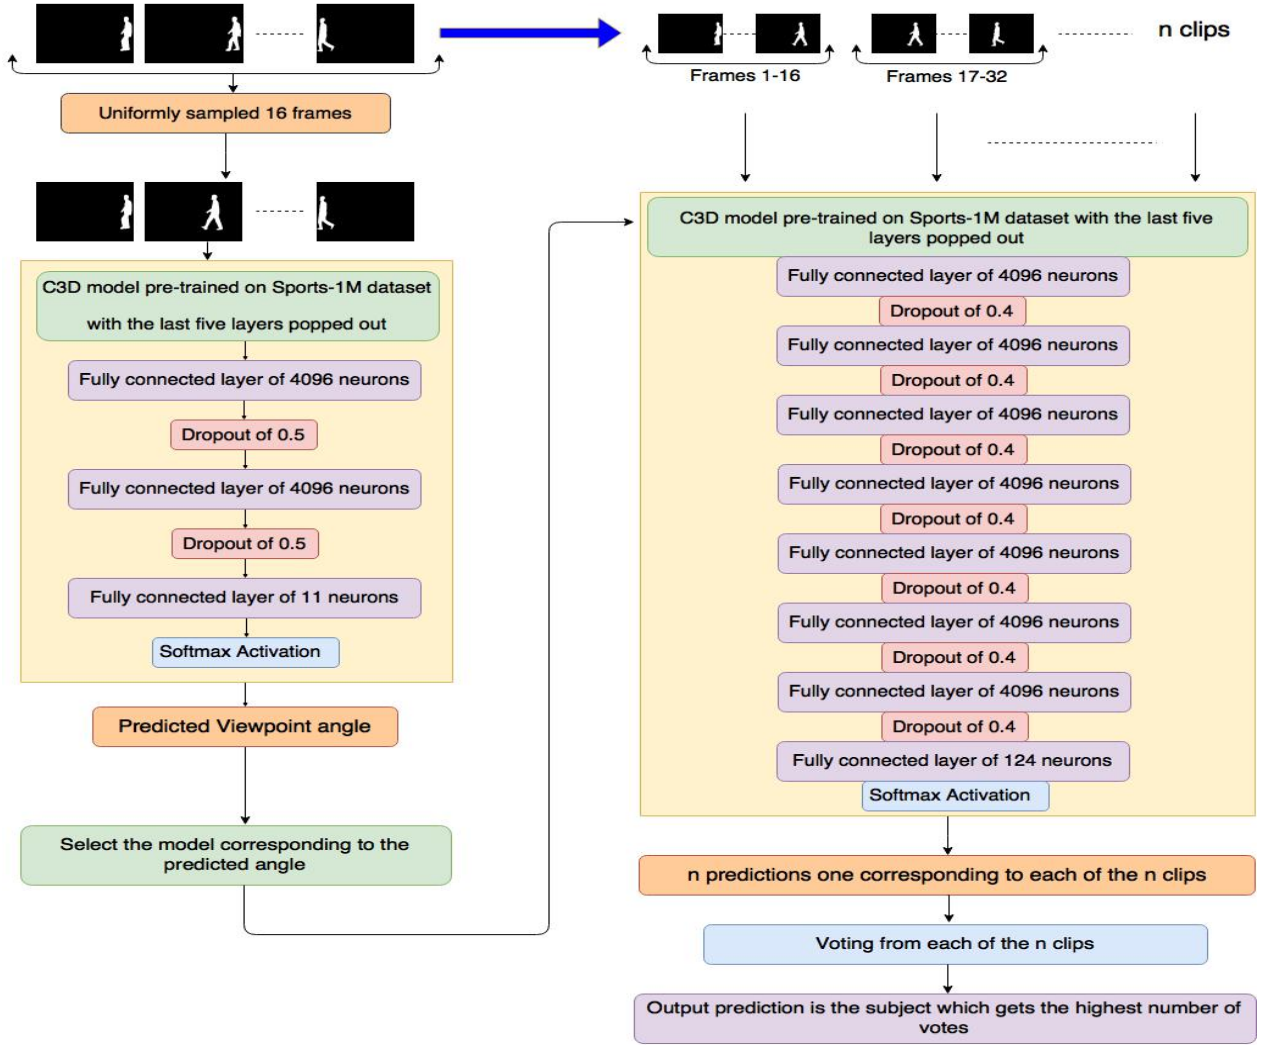 n clips
Frames 1-16
Frames 17-32
Uniformly sampled 16 frames
C3D model pre-trained on Sports-1M dataset
with the last five layers popped out
Fully connected layer of 4096 neurons
Dropout of 0.5
Fully connected layer of 4096 neurons
Dropout of 0.5
Fully connected layer of 11 neurons
Softmax Activation
Predicted Viewpoint angle
Select the model corresponding to the
predicted angle
C3D model pre-trained on Sports-1M dataset with the last five
layers popped out
Fully connected layer of 4096 neurons
Dropout of 0.4
Fully connected layer of 4096 neurons
Dropout of 0.4
Fully connected layer of 4096 neurons
Dropout of 0.4
Fully connected layer of 4096 neurons
Dropout of 0.4
Fully connected layer of 4096 neurons
Dropout of 0.4
Fully connected layer of 4096 neurons
Dropout of 0.4
Fully connected layer of 4096 neurons
Dropout of 0.4
Fully connected layer of 124 neurons
Softmax Activation
n predictions one corresponding to each of the n clips
Voting from each of the n clips
Output prediction is the subject which gets the highest number of
votes